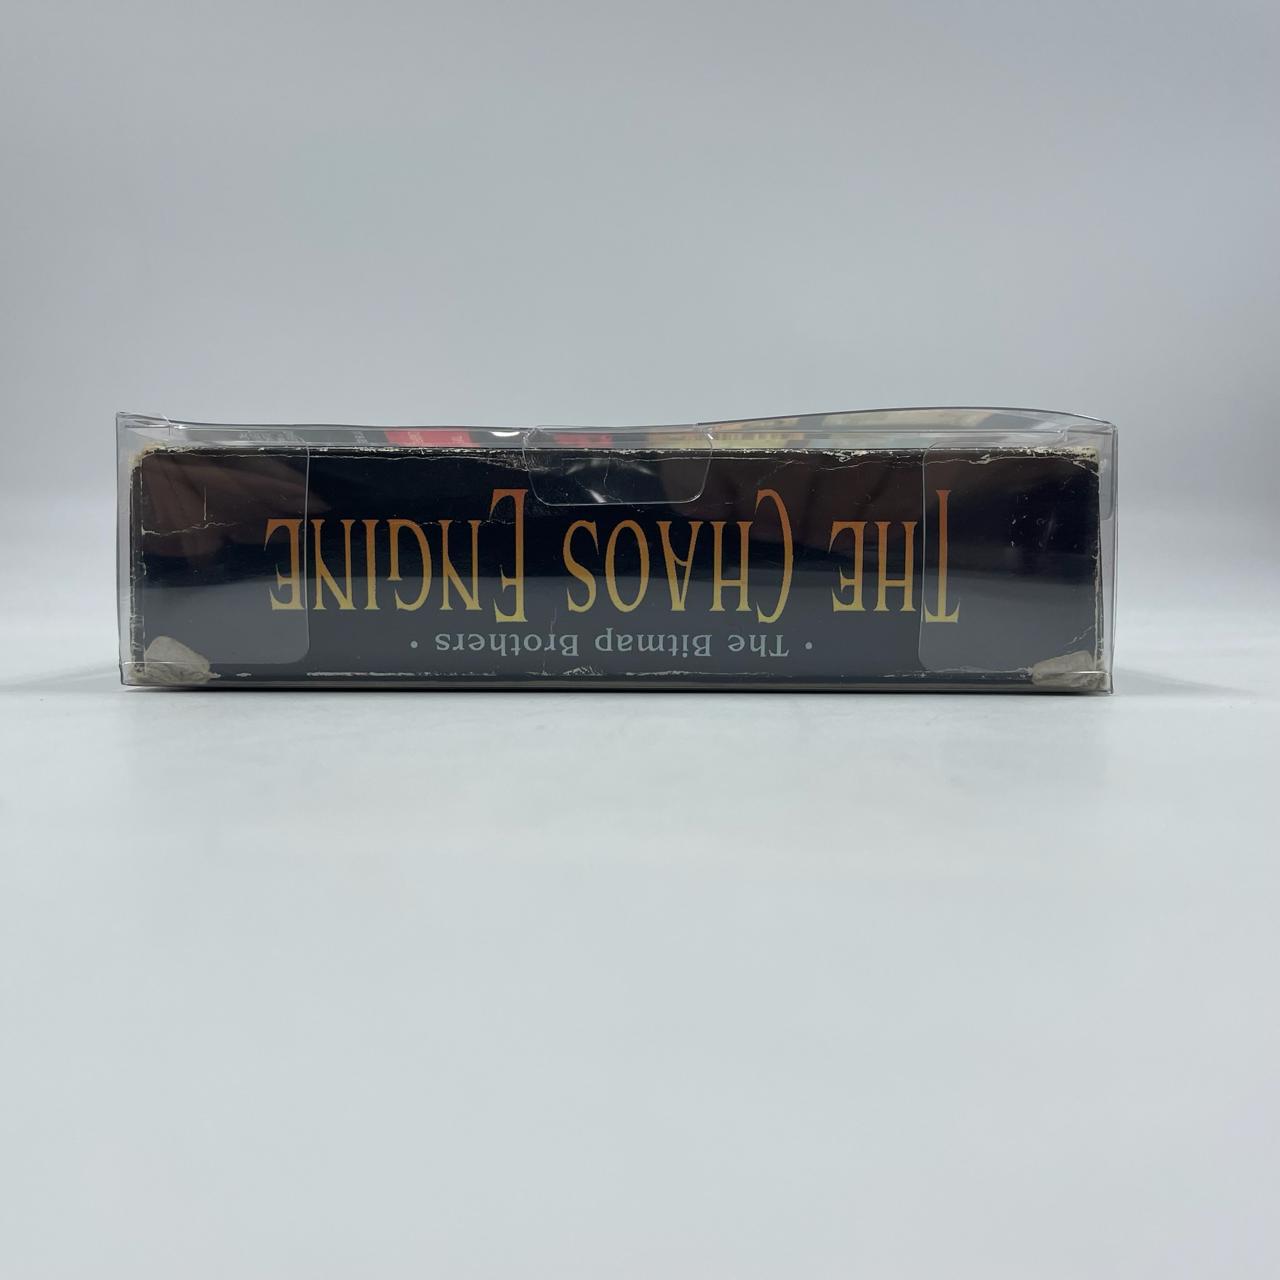 • The Bitmap Brothers •
THE CHAOS ENGINE